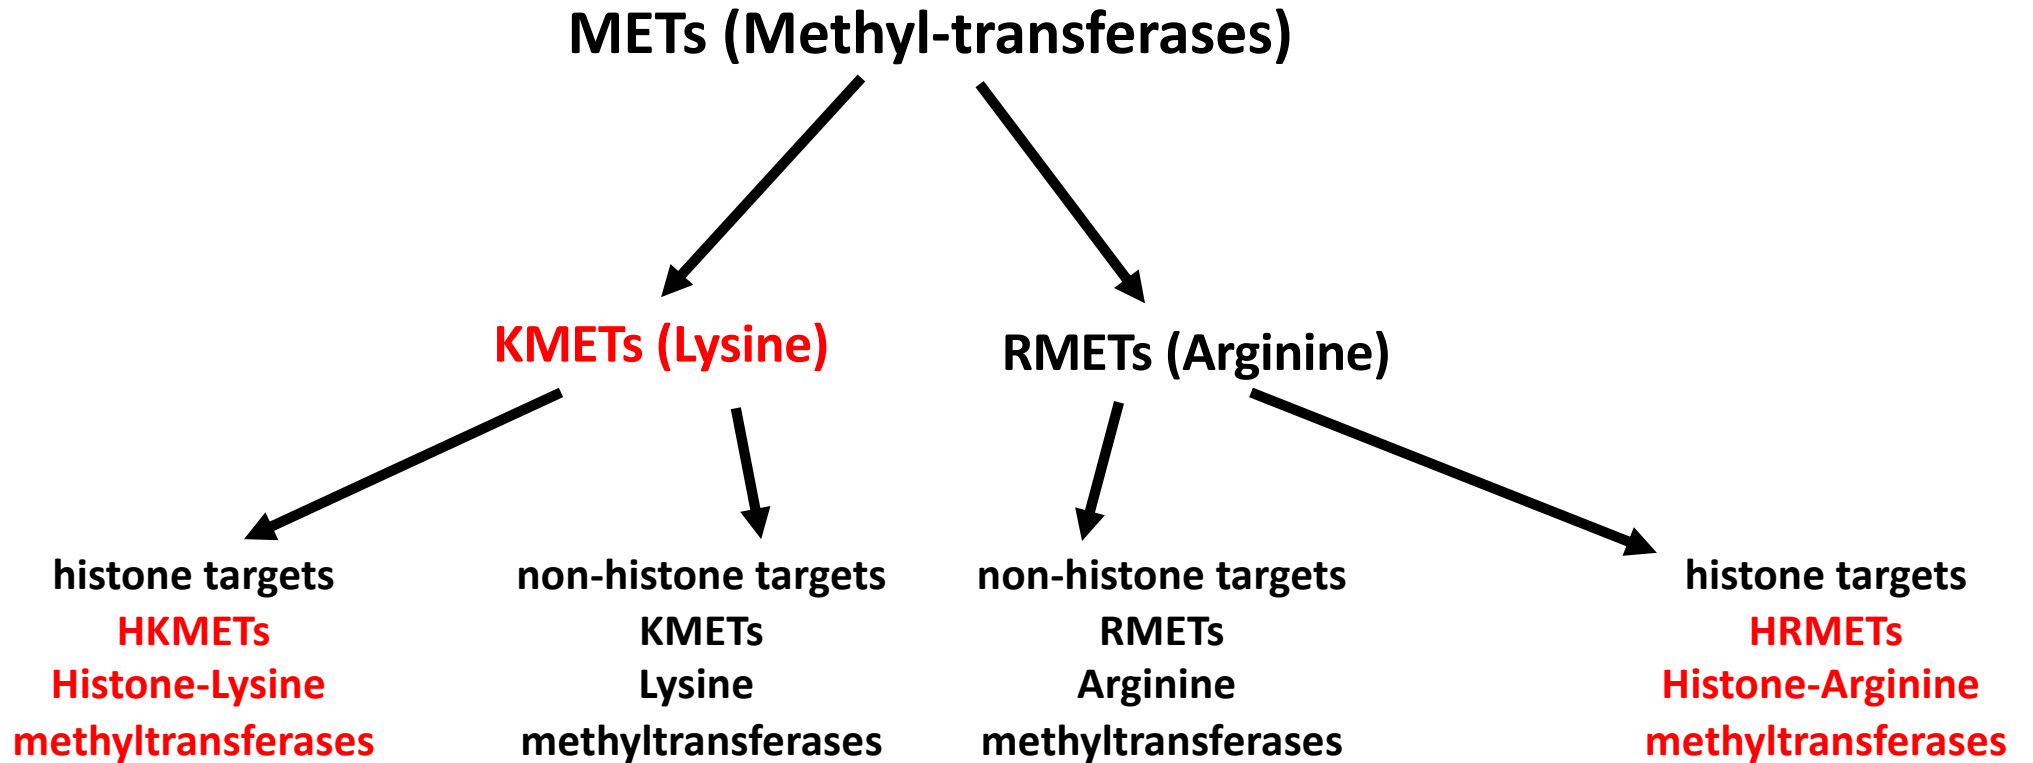 METs (Methyl-transferases)
KMETs (Lysine)
RMETs (Arginine)
histone targets
HKMETs
Histone-Lysine
methyltransferases
non-histone targets
KMETs
Lysine
methyltransferases
non-histone targets
RMETs
Arginine
methyltransferases
histone targets
HRMETs
Histone-Arginine
methyltransferases